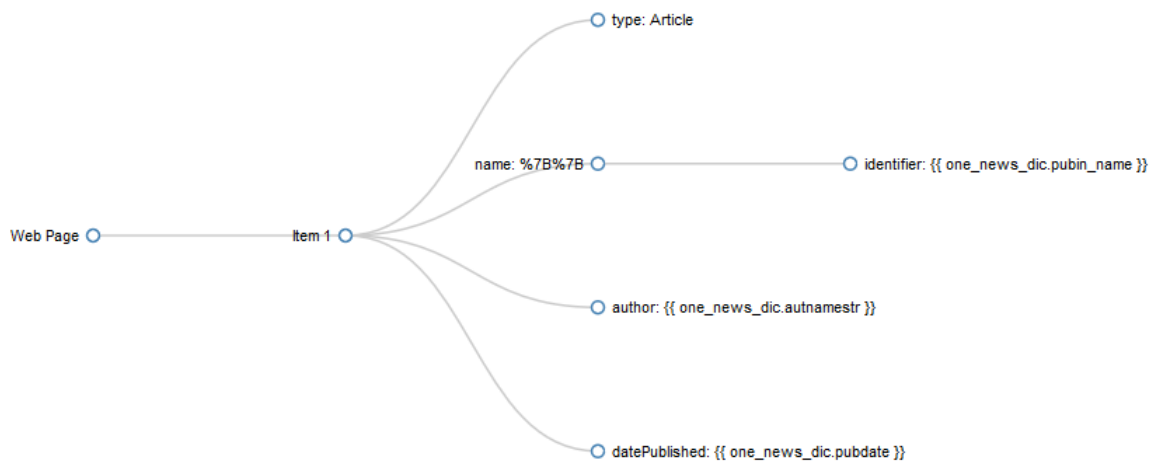 type: Article
name: %7B%7B
identifier: {{ one_news_dic.pubin_name }}
Web Page
Item 1
author: {{ one_news_dic.autnamestr }}
datePublished: {{ one_news_dic.pubdate }}